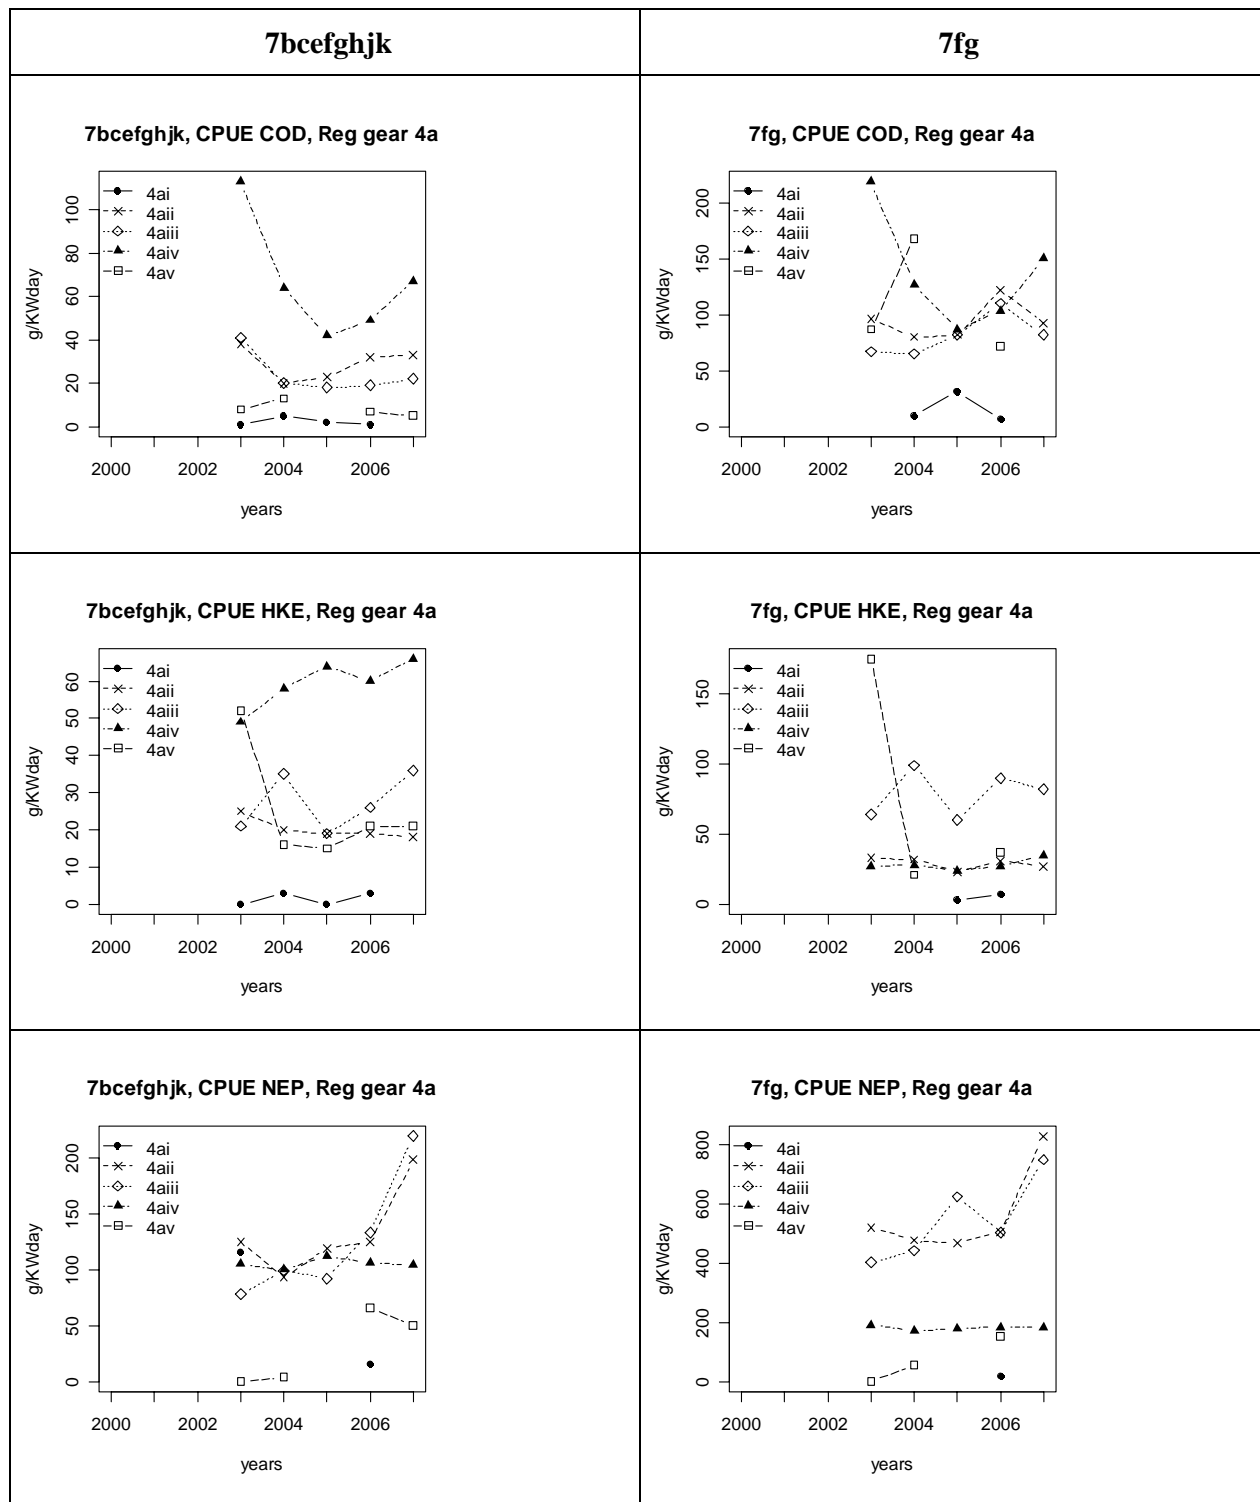 7bcefghjk
7fg
7bcefghjk, CPUE COD, Reg gear 4a
4ai
4aii
4aiii
4aiv
4av
g/KWday
100
80
60
40
20
0
2000 2002 2004 2006
years
7fg, CPUE COD, Reg gear 4a
4ai
4aii
4aiii
4aiv
4av
g/KWday
200
150
100
50
0
2000 2002 2004 2006
years
7bcefghjk, CPUE HKE, Reg gear 4a
4ai
4aii
4aiii
4aiv
4av
g/KWday
60
50
40
30
20
10
0
2000 2002 2004 2006
years
7fg, CPUE HKE, Reg gear 4a
4ai
4aii
4aiii
4aiv
4av
g/KWday
150
100
50
0
2000 2002 2004 2006
years
7bcefghjk, CPUE NEP, Reg gear 4a
4ai
4aii
4aiii
4aiv
4av
g/KWday
200
150
100
50
0
2000 2002 2004 2006
years
7fg, CPUE NEP, Reg gear 4a
4ai
4aii
4aiii
4aiv
4av
g/KWday
800
600
400
200
0
2000 2002 2004 2006
years